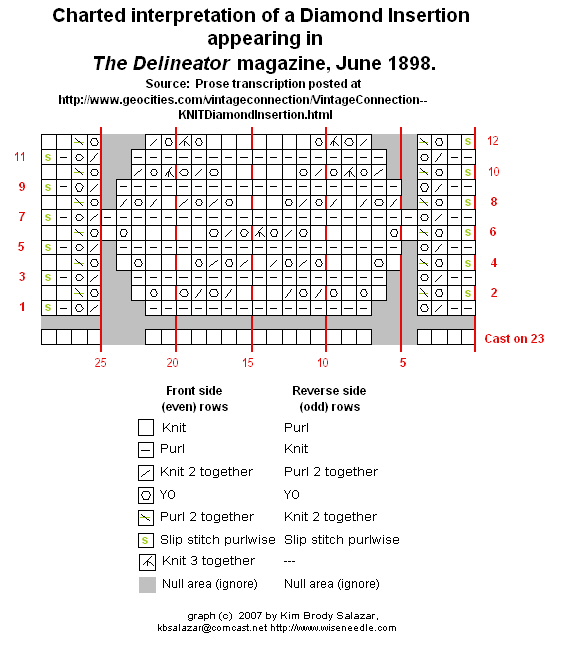 Charted interpretation of a Diamond Insertion
appearing in
The Delineator magazine, June 1898.
Source: Prose transcription posted at
http://www.geocities.com/vintageconnection/VintageConnection--
KNITDiamondInsertion.html
12
11
10
9
8
7
6
5
4
3
2
1
Cast on 23
25 20 15 10 5
Front side Reverse side
(even) rows (odd) rows
Knit Purl
Purl Knit
Knit 2 together Purl 2 together
YO YO
Purl 2 together Knit 2 together
S Slip stitch purlwise Slip stitch purlwise
Knit 3 together ---
Null area (ignore) Null area (ignore)
graph (c) 2007 by Kim Brody Salazar,
kbsalazar@comcast.net http://www.wiseneedle.com